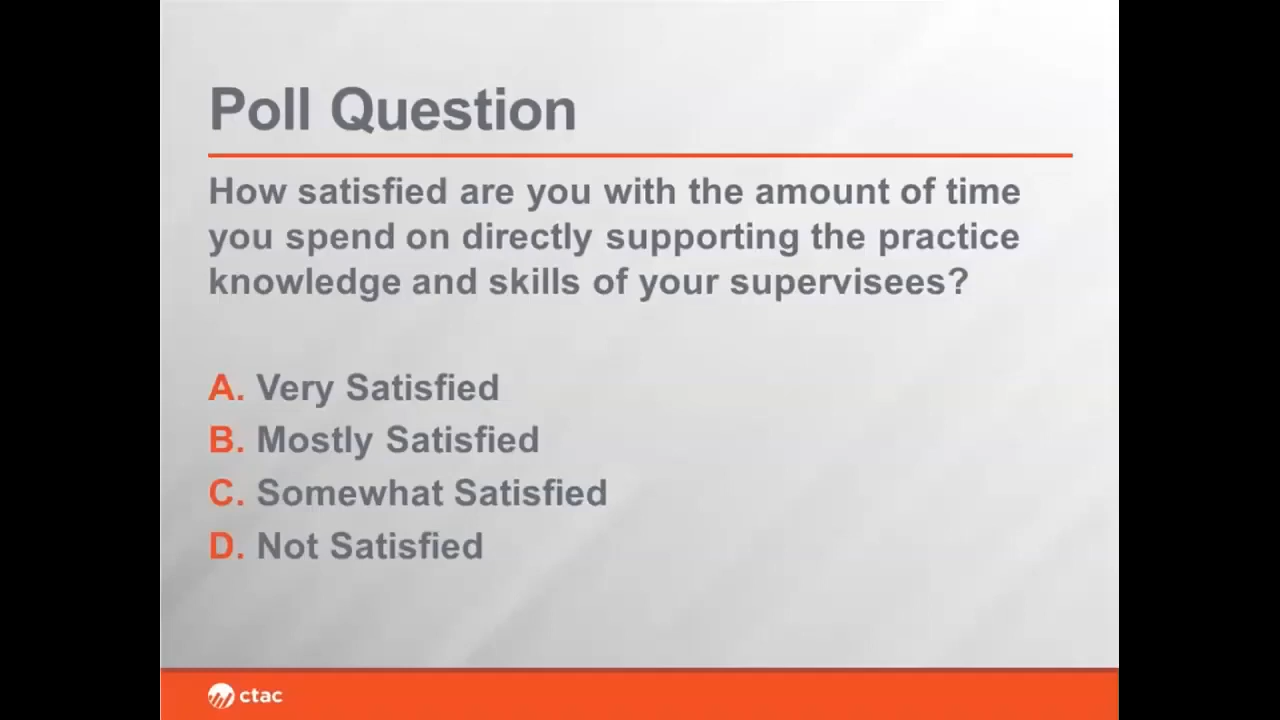 Poll Question
How satisfied are you with the amount of time
you spend on directly supporting the practice
knowledge and skills of your supervisees?
A. Very Satisfied
B. Mostly Satisfied
C. Somewhat Satisfied
D. Not Satisfied
ctac